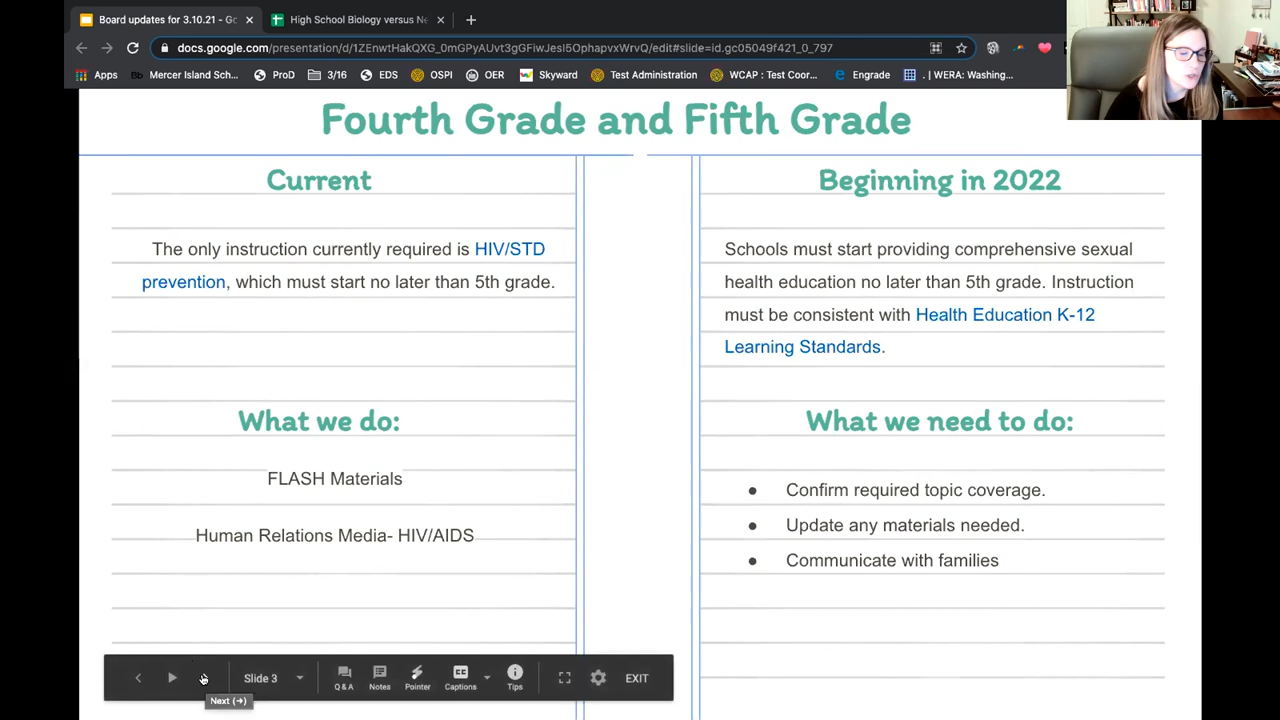 Board updates for 3.10.21 - Gc
High School Biology versus Ne
docs.google.com/presentation/d/1ZEnwtHakQXG_0mGPyAUvt3gGFiwJesI5OphapvxWrvQ/edit#slide=id.gc05049f421_0_797
Apps Mercer Island Sch... ProD 3/16 EDS OSPI OER Skyward Test Administration WCAP : Test Coor... Engrade . | WERA: Washing...
Fourth Grade and Fifth Grade
Current
The only instruction currently required is HIV/STD
prevention, which must start no later than 5th grade.
What we do:
FLASH Materials
Human Relations Media- HIV/AIDS
Beginning in 2022
Schools must start providing comprehensive sexual
health education no later than 5th grade. Instruction
must be consistent with Health Education K-12
Learning Standards.
What we need to do:
● Confirm required topic coverage.
● Update any materials needed.
● Communicate with families
Slide 3 Q & A Notes Pointer Captions Tips EXIT
Next (→)